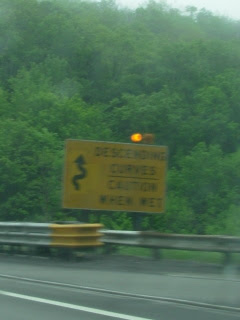 DESCENDING
CURVES
CAUTION
WHEN WET